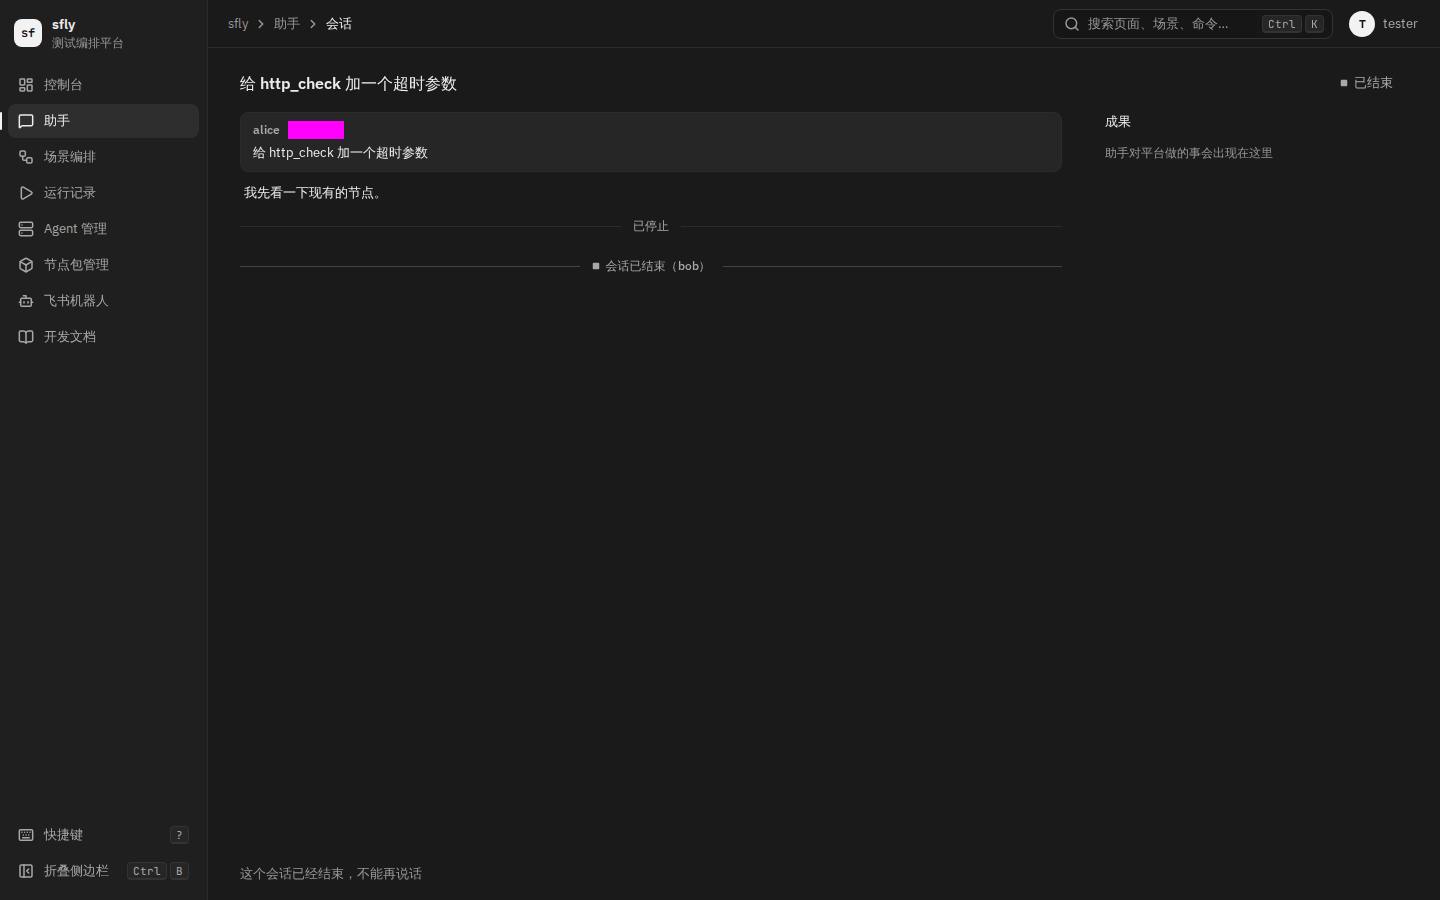 sf
sfly
测试编排平台
控制台
助手
场景编排
运行记录
Agent 管理
节点包管理
飞书机器人
开发文档
快捷键 ?
折叠侧边栏 Ctrl B
sfly > 助手 > 会话
搜索页面、场景、命令... Ctrl K
T tester
给 http_check 加一个超时参数
已结束
alice
给 http_check 加一个超时参数
我先看一下现有的节点。
已停止
会话已结束（bob）
成果
助手对平台做的事会出现在这里
这个会话已经结束，不能再说话